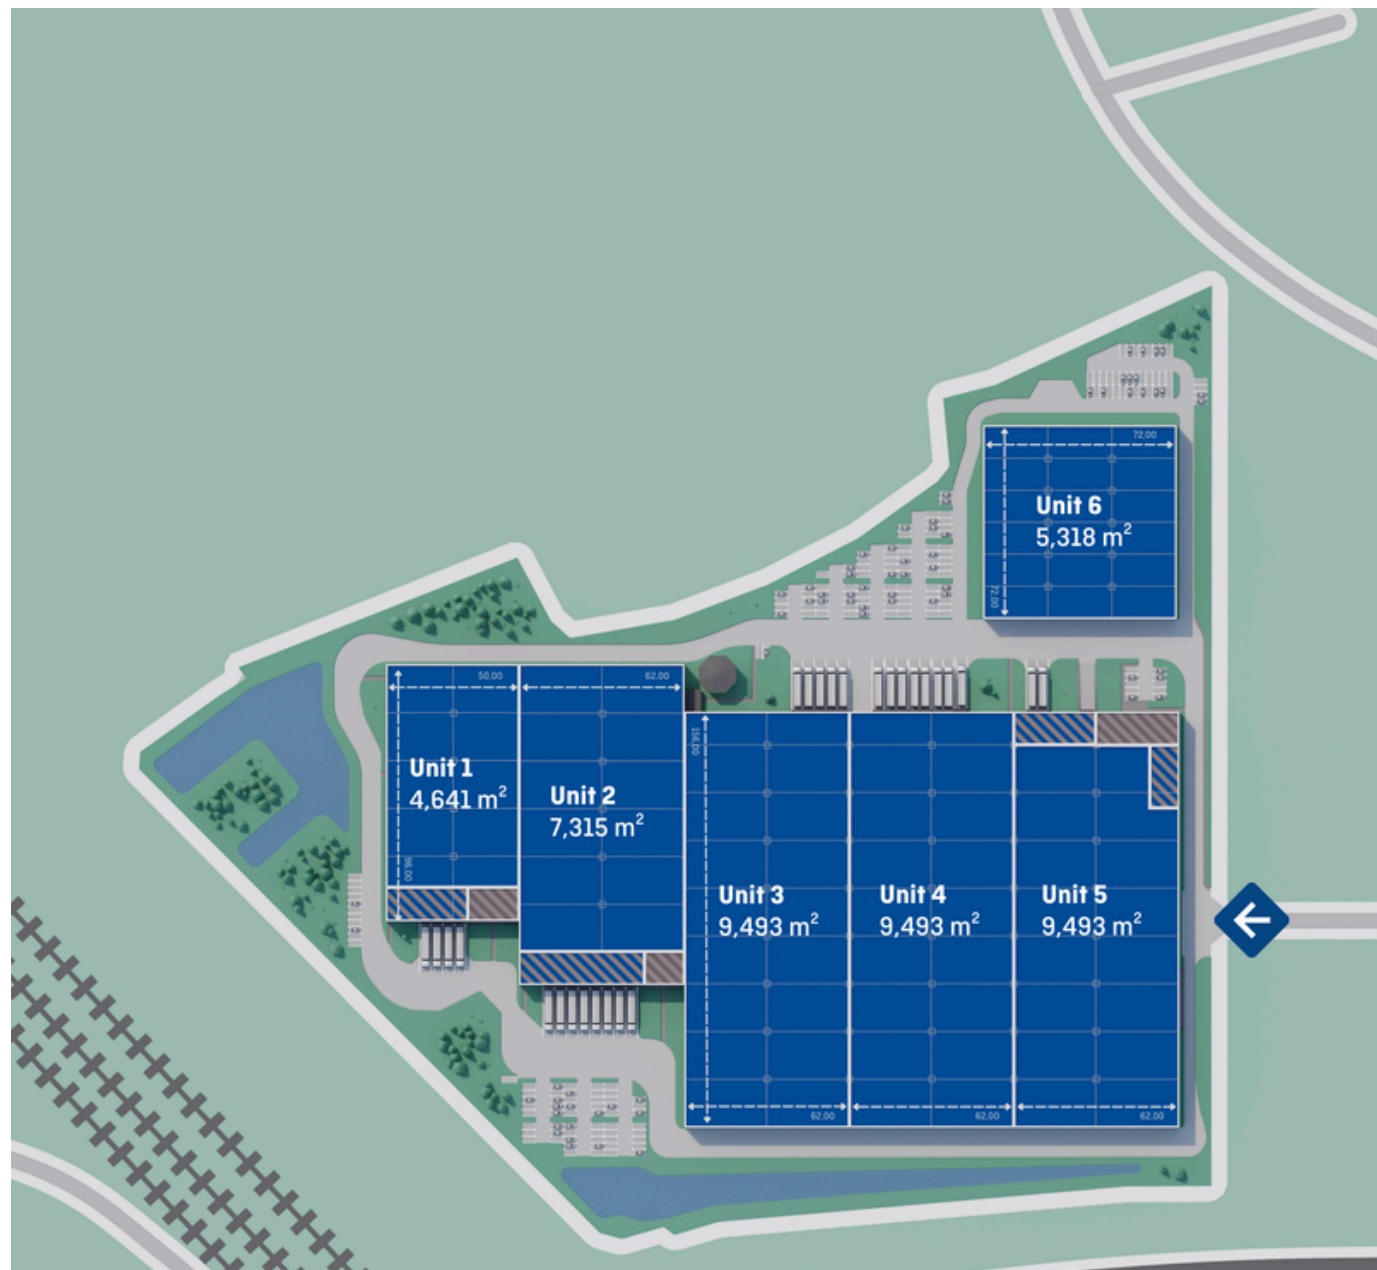 72,00
Unit 6
5,318 m²
72,00
50,00
62,00
156,00
Unit 1
4,641 m²
Unit 2
7,315 m²
96,00
Unit 3
9,493 m²
Unit 4
9,493 m²
Unit 5
9,493 m²
62,00
62,00
62,00